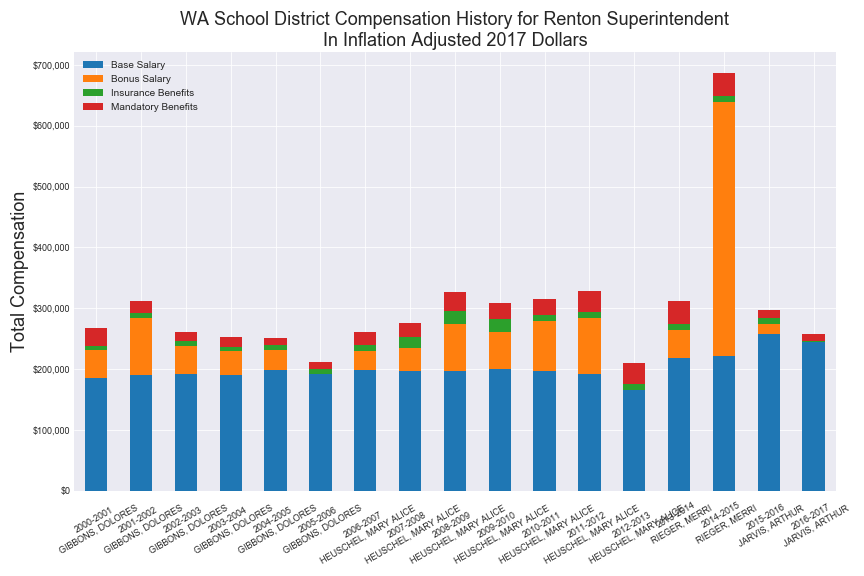 WA School District Compensation History for Renton Superintendent
In Inflation Adjusted 2017 Dollars
Base Salary
Bonus Salary
Insurance Benefits
Mandatory Benefits
Total Compensation
$700,000
$600,000
$500,000
$400,000
$300,000
$200,000
$100,000
$0
2000-2001
GIBBONS, DOLORES
2001-2002
GIBBONS, DOLORES
2002-2003
GIBBONS, DOLORES
2003-2004
GIBBONS, DOLORES
2004-2005
GIBBONS, DOLORES
2005-2006
GIBBONS, DOLORES
2006-2007
HEUSCHEL, MARY ALICE
2007-2008
HEUSCHEL, MARY ALICE
2008-2009
HEUSCHEL, MARY ALICE
2009-2010
HEUSCHEL, MARY ALICE
2010-2011
HEUSCHEL, MARY ALICE
2011-2012
HEUSCHEL, MARY ALICE
2012-2013
HEUSCHEL, MARY ALICE
2013-2014
RIEGER, MERRI
2014-2015
RIEGER, MERRI
2015-2016
JARVIS, ARTHUR
2016-2017
JARVIS, ARTHUR